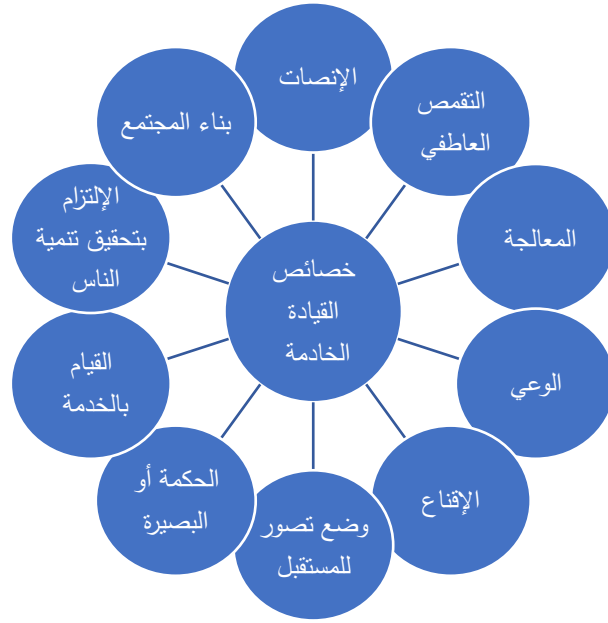 خصائص
القيادة
الخادمة
الإنصات
التقمص
العاطفي
المعالجة
الوعي
الإقناع
وضع تصور
للمستقبل
الحكمة أو
البصيرة
القيام
بالخدمة
الإلتزام
بتحقيق تنمية
الناس
بناء المجتمع